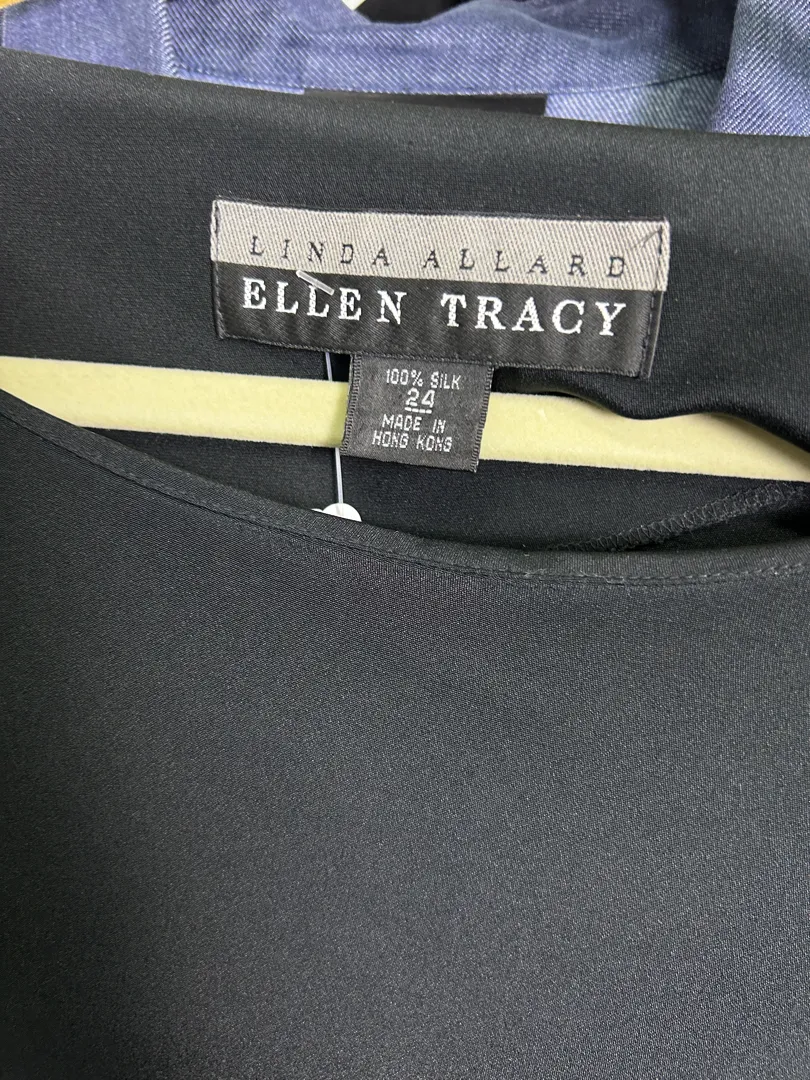 LINDA ALLARD
ELLEN TRACY
100% SILK
24
MADE IN
HONG KONG